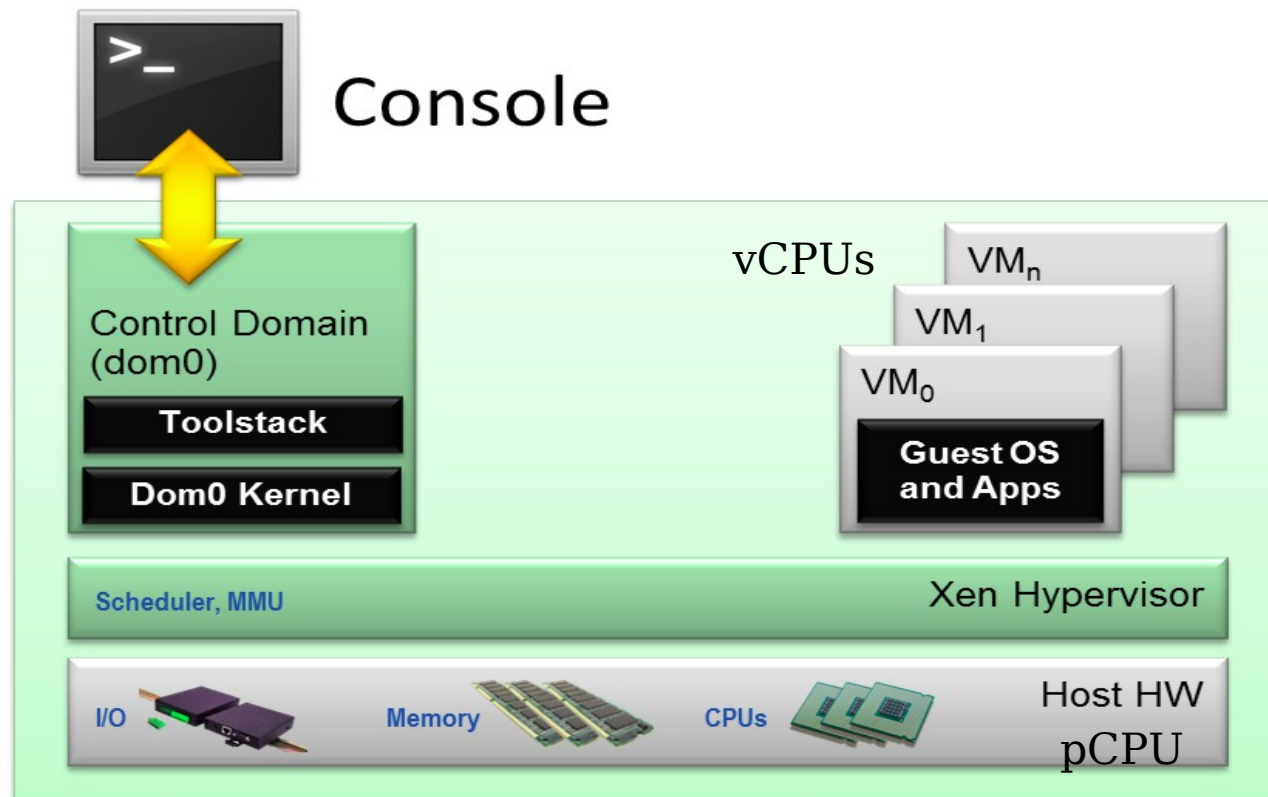 >_
Console
vCPUs
VMn
VM1
VM0
Guest OS
and Apps
Control Domain
(dom0)
Toolstack
Dom0 Kernel
Scheduler, MMU
Xen Hypervisor
I/O
Memory
CPUs
Host HW
pCPU